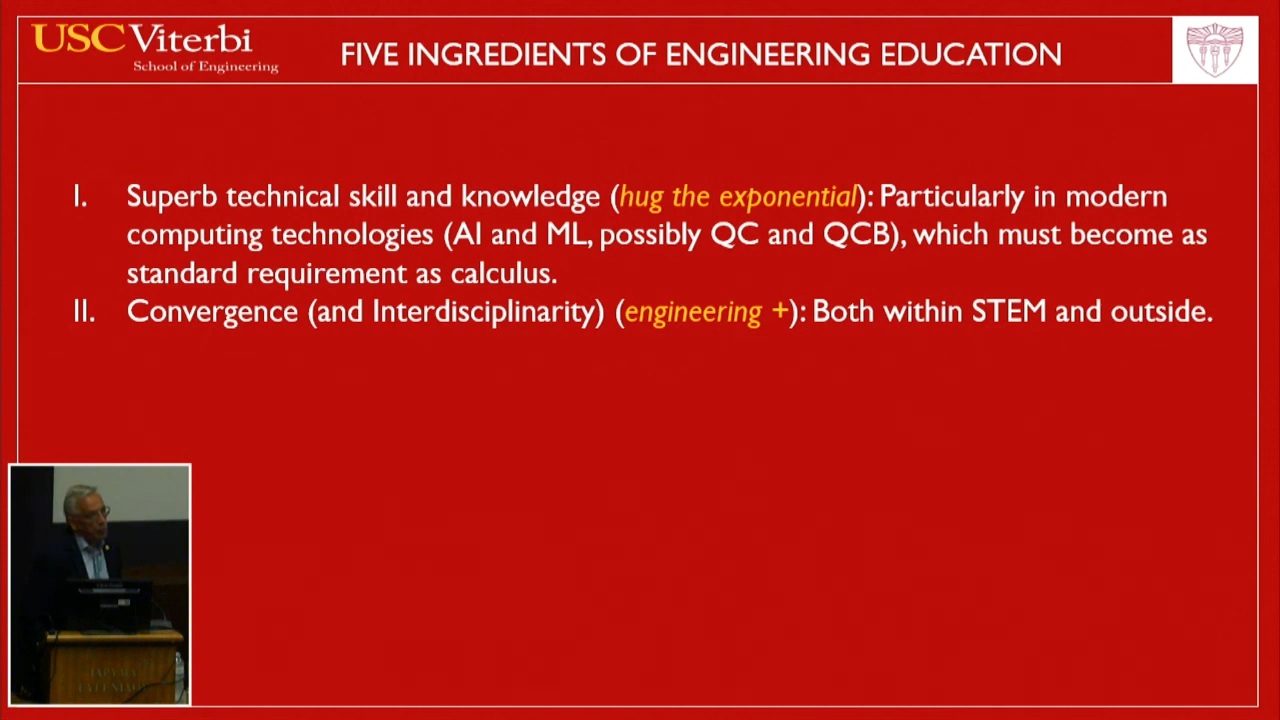 USC Viterbi
School of Engineering
FIVE INGREDIENTS OF ENGINEERING EDUCATION
I. Superb technical skill and knowledge (hug the exponential): Particularly in modern
computing technologies (AI and ML, possibly QC and QCB), which must become as
standard requirement as calculus.
II. Convergence (and Interdisciplinarity) (engineering +): Both within STEM and outside.